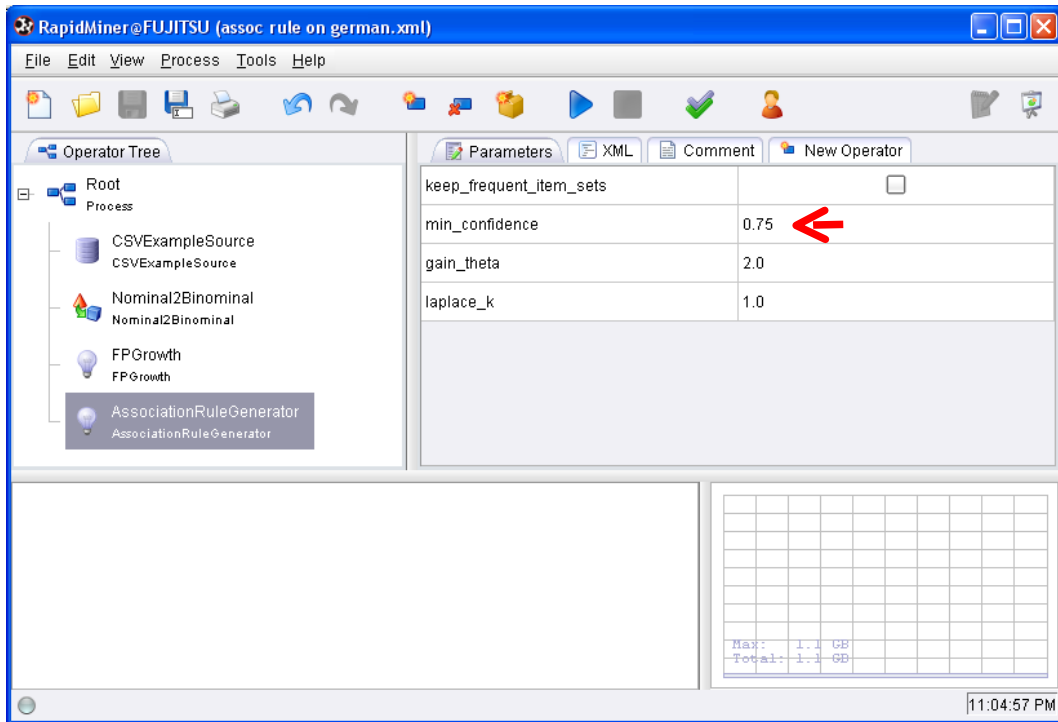 RapidMiner@FUJITSU (assoc rule on german.xml)
File Edit View Process Tools Help
Operator Tree
Parameters XML Comment New Operator
Root
Process
CSVExampleSource
CSVExampleSource
Nominal2Binominal
Nominal2Binominal
FPGrowth
FPGrowth
AssociationRuleGenerator
AssociationRuleGenerator
keep_frequent_item_sets
min_confidence 0.75
gain_theta 2.0
laplace_k 1.0
Max: 1.1 GB
Total: 1.1 GB
11:04:57 PM